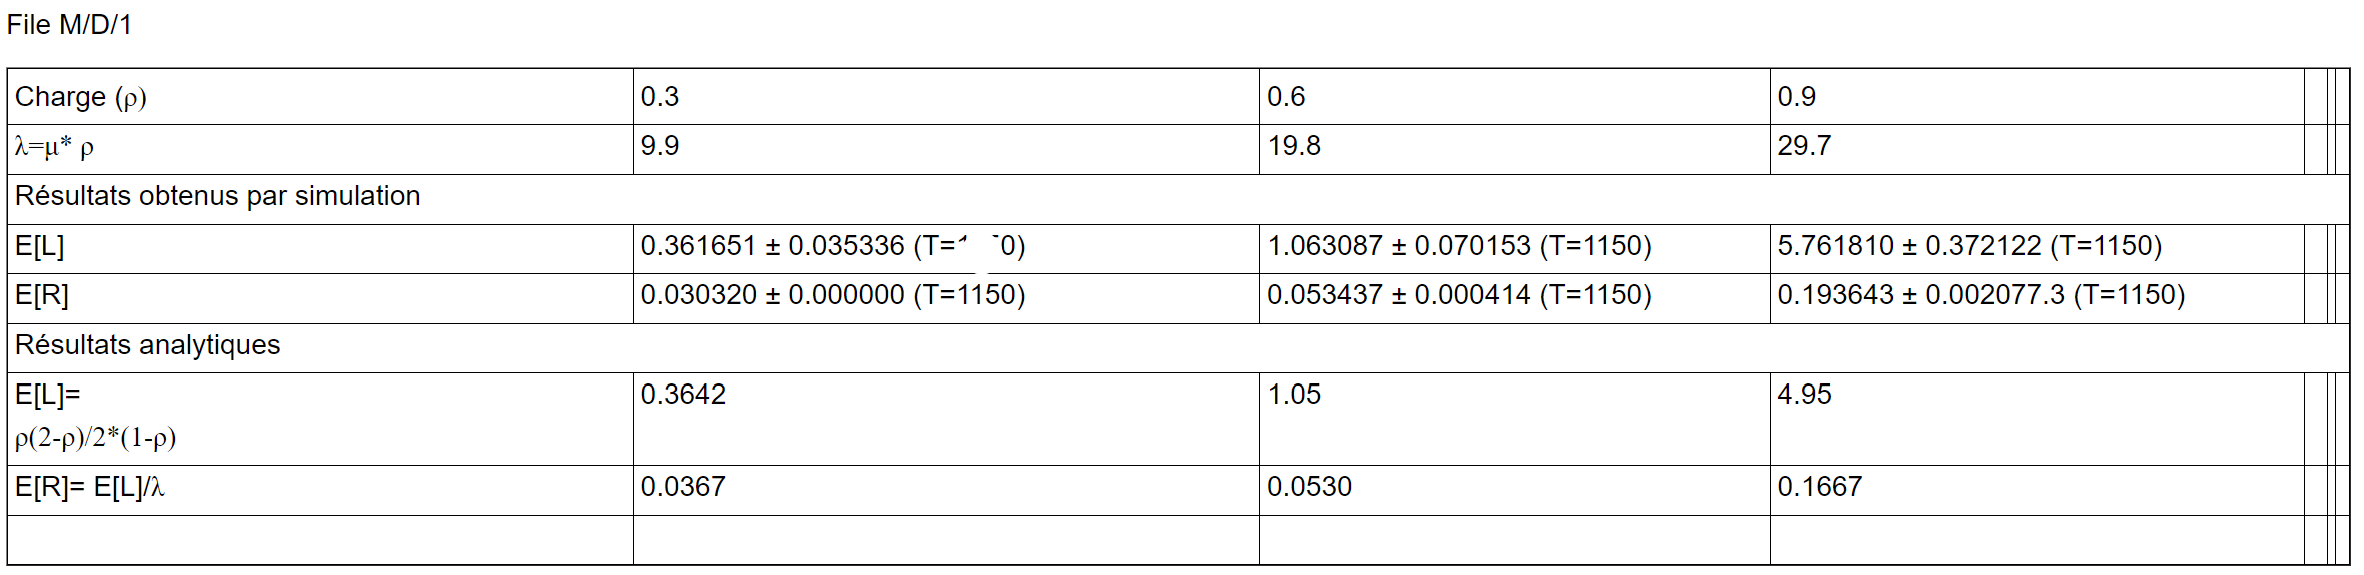 File M/D/1
Charge (ρ) 0.3 0.6 0.9
λ=μ* ρ 9.9 19.8 29.7
Résultats obtenus par simulation
E[L] 0.361651 ± 0.035336 1.063087 ± 0.070153 (T=1150) 5.761810 ± 0.372122 (T=1150)
E[R] 0.030320 ± 0.000000 (T=1150) 0.053437 ± 0.000414 (T=1150) 0.193643 ± 0.002077.3 (T=1150)
Résultats analytiques
E[L]= 0.3642 1.05 4.95
ρ(2-ρ)/2*(1-ρ)
E[R]= E[L]/λ 0.0367 0.0530 0.1667